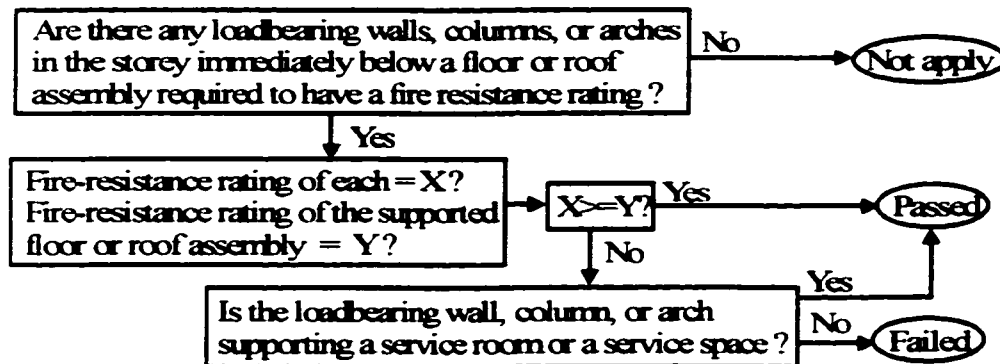 Are there any loadbearing walls, columns, or arches
in the storey immediately below a floor or roof
assembly required to have a fire resistance rating ?
No
Not apply
Yes
Fire-resistance rating of each = X?
Fire-resistance rating of the supported
floor or roof assembly = Y?
X>=Y?
Yes
Passed
No
Is the loadbearing wall, column, or arch
supporting a service room or a service space ?
Yes
No
Failed